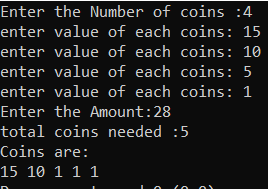 Enter the Number of coins :4
enter value of each coins: 15
enter value of each coins: 10
enter value of each coins: 5
enter value of each coins: 1
Enter the Amount:28
total coins needed :5
Coins are:
15 10 1 1 1